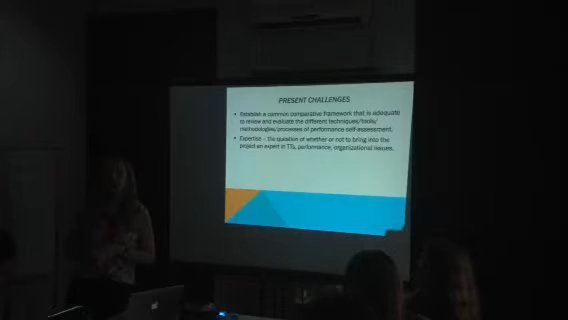 PRESENT CHALLENGES
• Establish a common comparative framework that is adequate
to review and evaluate the different techniques/tools/
methodologies/processes of performance self-assessment.
• Expertise – the question of whether or not to bring into the
project an expert in TTs, performance, organizational issues.